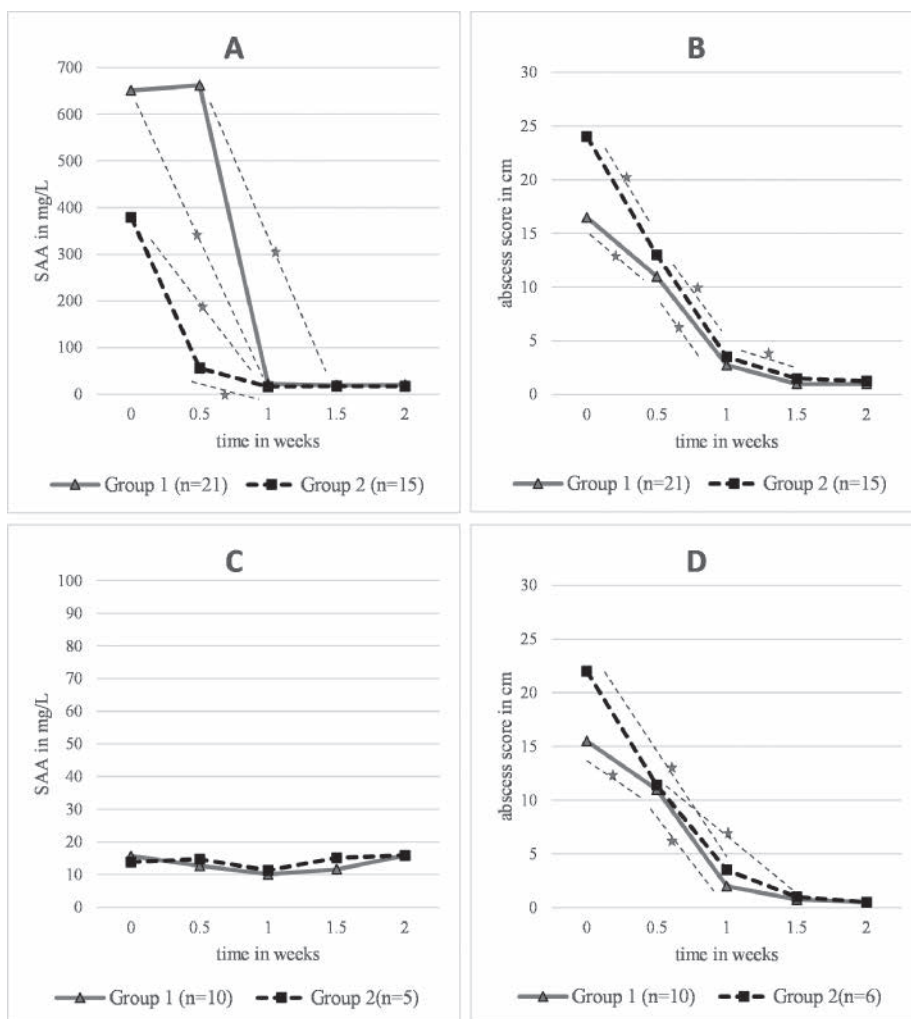 A
700
600
500
400
300
200
100
0
SAA in mg/L
0 0.5 1 1.5 2
time in weeks
Group 1 (n=21) Group 2 (n=15)
B
30
25
20
15
10
5
0
abscess score in cm
0 0.5 1 1.5 2
time in weeks
Group 1 (n=21) Group 2 (n=15)
C
100
90
80
70
60
50
40
30
20
10
0
SAA in mg/L
0 0.5 1 1.5 2
time in weeks
Group 1 (n=10) Group 2(n=5)
D
30
25
20
15
10
5
0
abscess score in cm
0 0.5 1 1.5 2
time in weeks
Group 1 (n=10) Group 2(n=6)